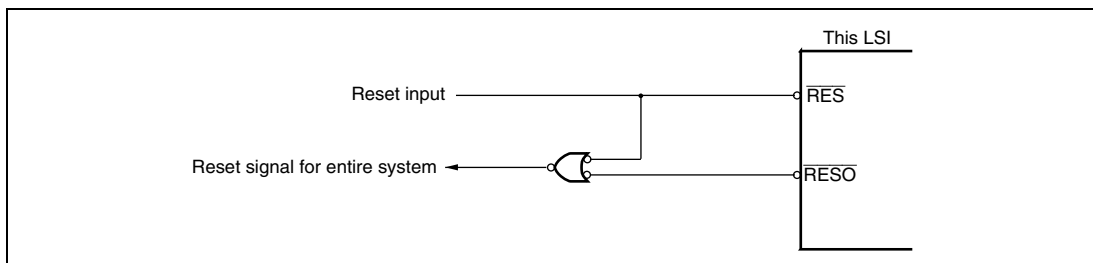 This LSI
Reset input
RES
Reset signal for entire system
RESO